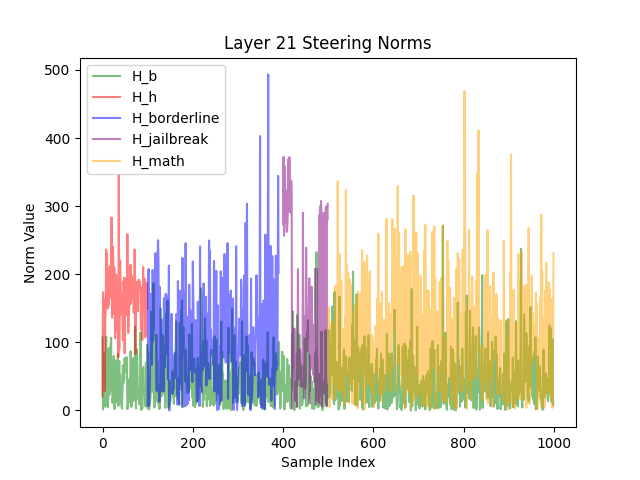 Layer 21 Steering Norms
H_b
H_h
H_borderline
H_jailbreak
H_math
Norm Value
500
400
300
200
100
0
0
200
400
600
800
1000
Sample Index